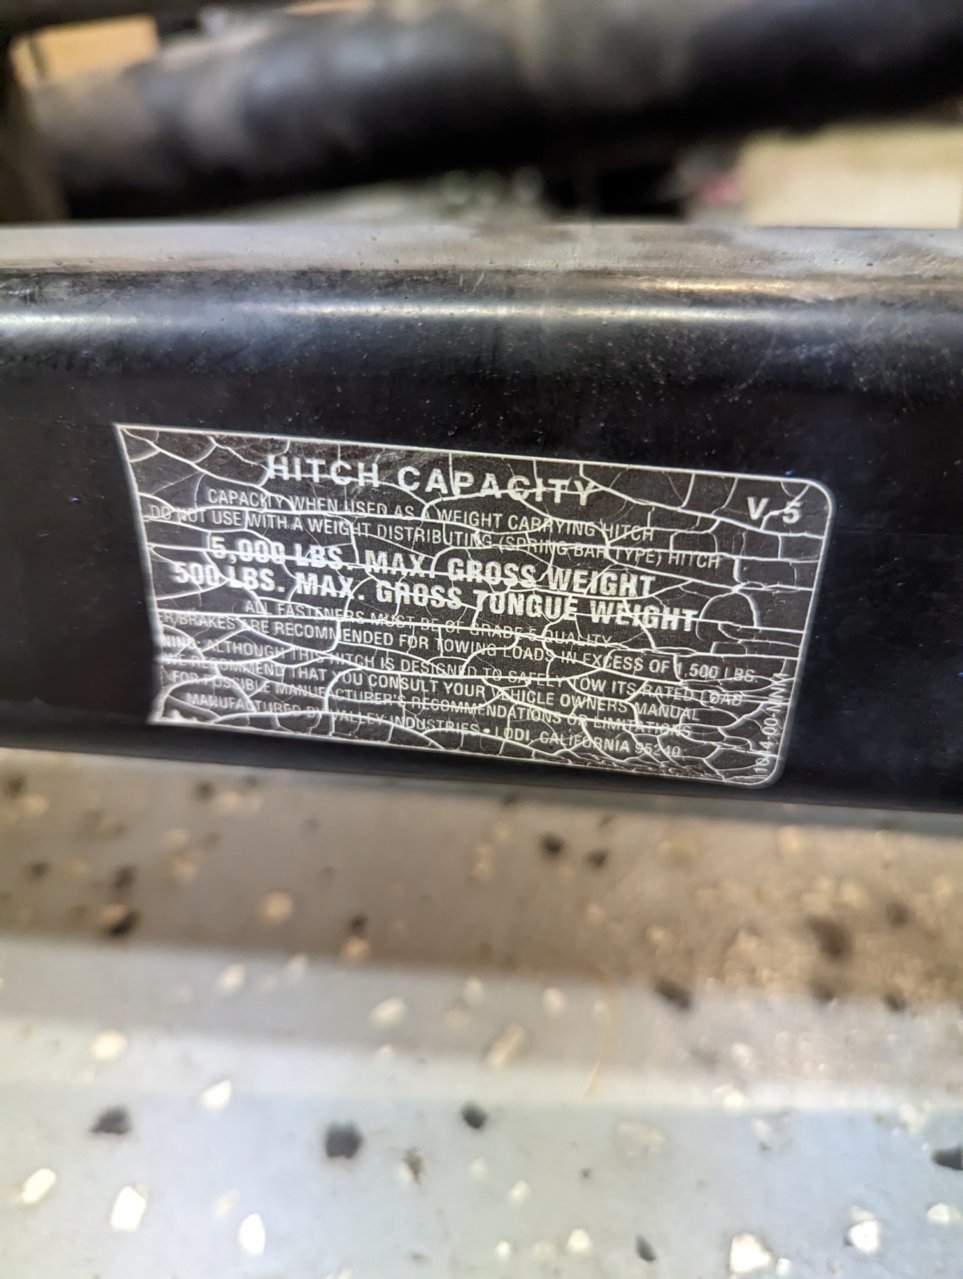 HITCH CAPACITY
V-5
CAPACITY WHEN USED AS A WEIGHT CARRYING HITCH
DO NOT USE WITH A WEIGHT DISTRIBUTING (SPRING BAR TYPE) HITCH
5,000 LBS. MAX. GROSS WEIGHT
500 LBS. MAX. GROSS TONGUE WEIGHT
ALL FASTENERS MUST BE OF GRADE 5 QUALITY
BRAKES ARE RECOMMENDED FOR TOWING LOADS IN EXCESS OF 1,500 LBS.
ALTHOUGH THIS HITCH IS DESIGNED TO SAFELY TOW ITS RATED LOAD
WE RECOMMEND THAT YOU CONSULT YOUR VEHICLE OWNERS MANUAL
FOR POSSIBLE MANUFACTURER'S RECOMMENDATIONS OR LIMITATIONS
MANUFACTURED BY VALLEY INDUSTRIES • LODI, CALIFORNIA 95240